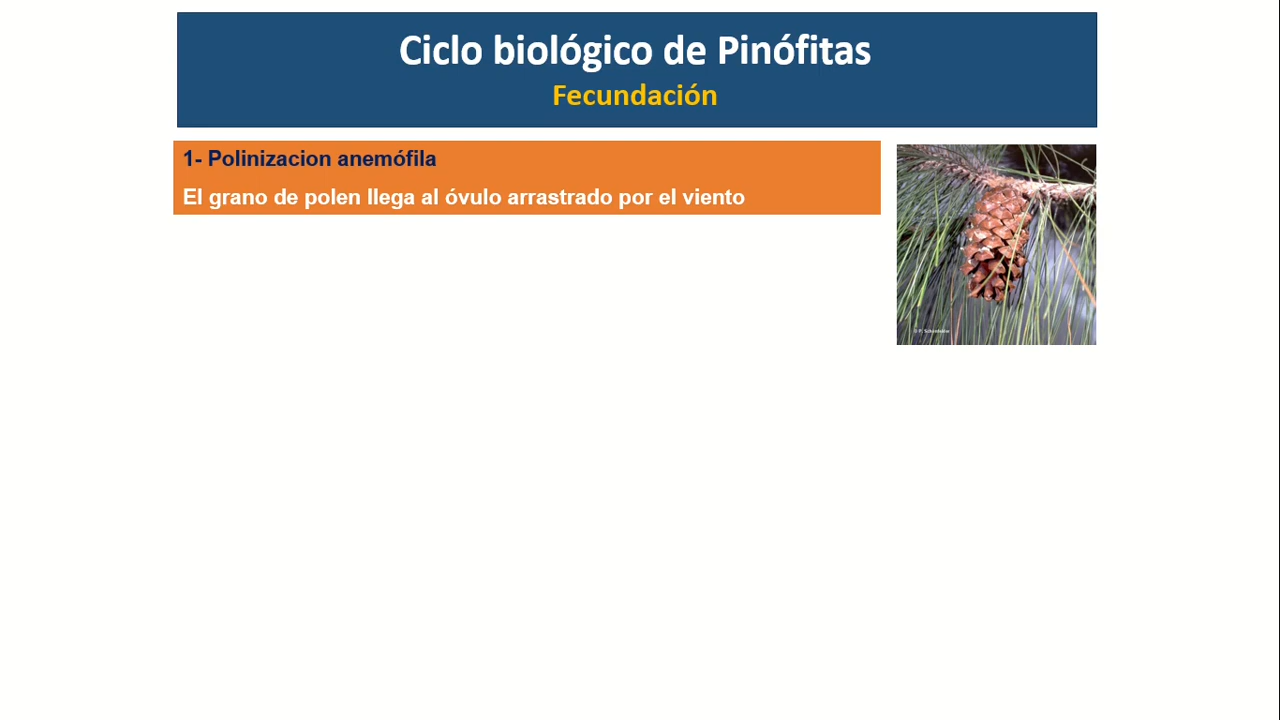 Ciclo biológico de Pinófitas
Fecundación
1- Polinizacion anemófila
El grano de polen llega al óvulo arrastrado por el viento